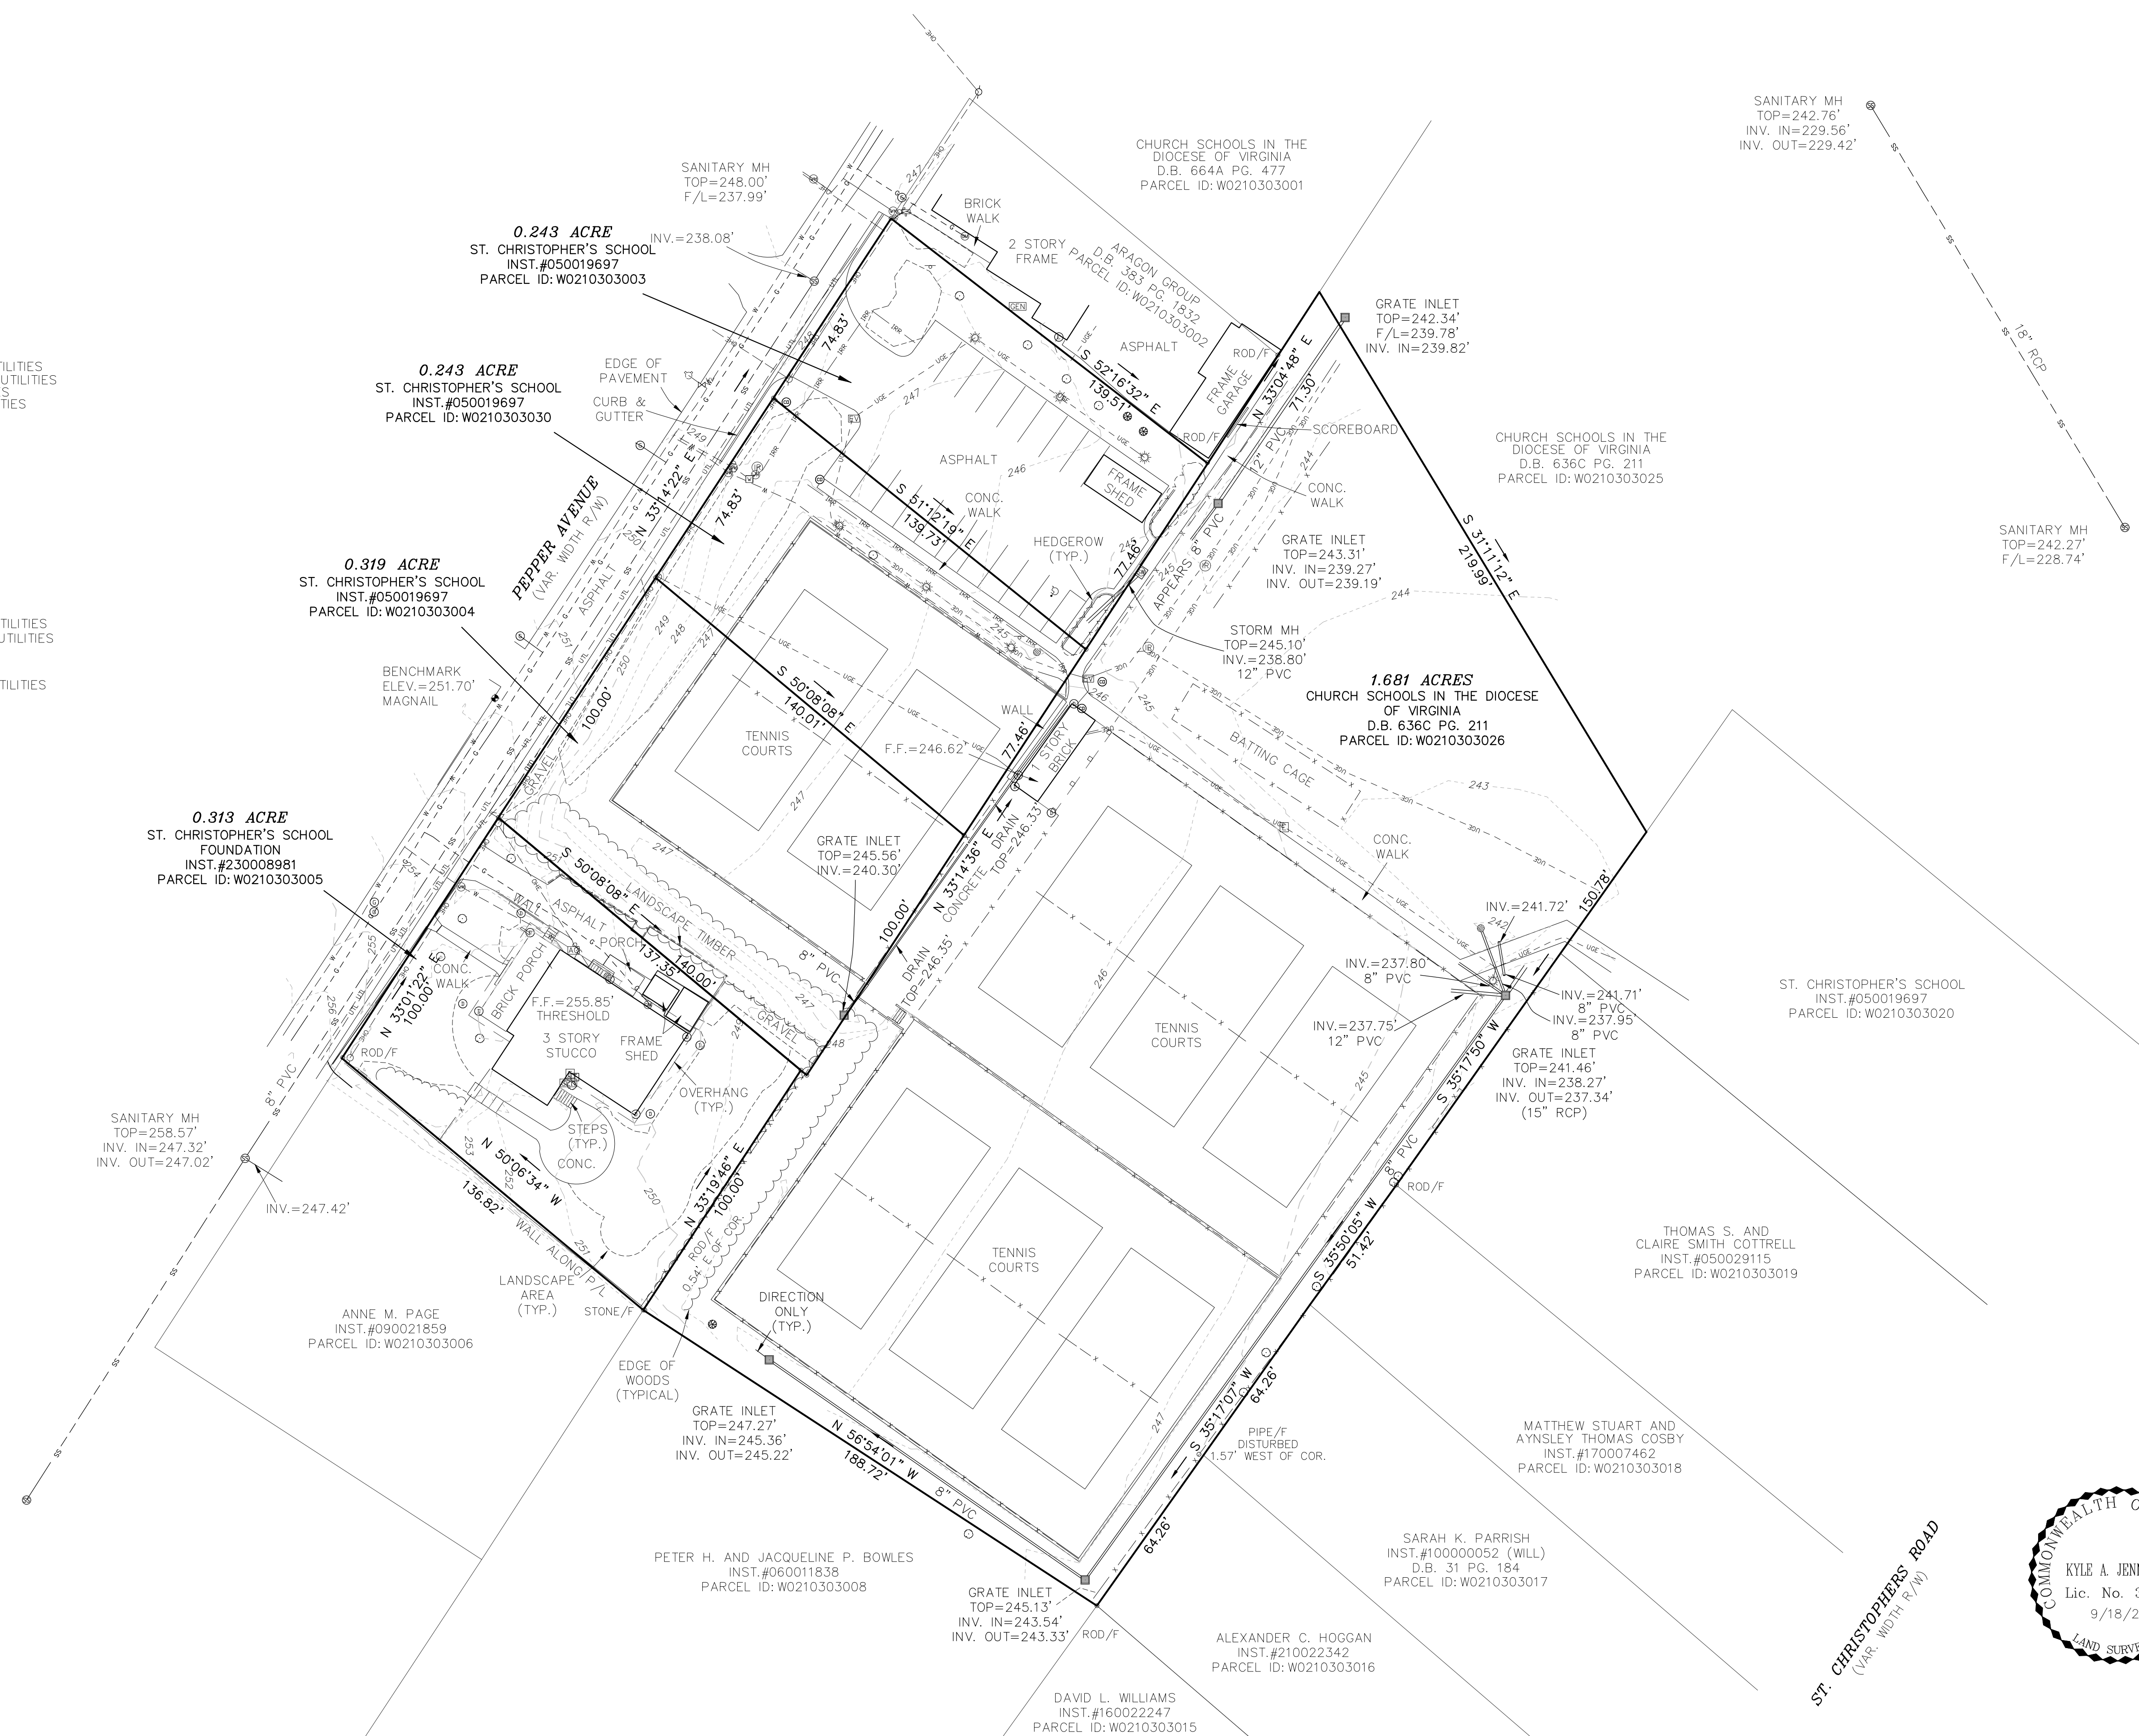 SANITARY MH
TOP=242.76'
INV. IN=229.56'
INV. OUT=229.42'
CHURCH SCHOOLS IN THE
DIOCESE OF VIRGINIA
D.B. 664A PG. 477
PARCEL ID: W0210303001
SANITARY MH
TOP=248.00'
F/L=237.99'
INV.=238.08'
BRICK
WALK
2 STORY
FRAME
ARAGON GROUP
D.B. 383 PG. 1832
PARCEL ID: W0210303002
0.243 ACRE
ST. CHRISTOPHER'S SCHOOL
INST.#050019697
PARCEL ID: W0210303003
GEN
ASPHALT
ROD/F
FRAME
GARAGE
S 52°16'32" E
139.51'
N 33°04'48" E
71.30'
GRATE INLET
TOP=242.34'
F/L=239.78'
INV. IN=239.82'
18" RCP
0.243 ACRE
ST. CHRISTOPHER'S SCHOOL
INST.#050019697
PARCEL ID: W0210303030
EDGE OF
PAVEMENT
CURB &
GUTTER
74.83'
74.83'
N 33°14'22" E
ROD/F
SCOREBOARD
12" PVC
ASPHALT
FRAME
SHED
CONC.
WALK
CHURCH SCHOOLS IN THE
DIOCESE OF VIRGINIA
D.B. 636C PG. 211
PARCEL ID: W0210303025
SANITARY MH
TOP=242.27'
F/L=228.74'
PEPPER AVENUE
(VAR. WIDTH R/W)
ASPHALT
S 51°12'19" E
139.73'
CONC.
WALK
HEDGEROW
(TYP.)
77.46'
APPEARS 8" PVC
GRATE INLET
TOP=243.31'
INV. IN=239.27'
INV. OUT=239.19'
S 31°11'12" E
219.99'
0.319 ACRE
ST. CHRISTOPHER'S SCHOOL
INST.#050019697
PARCEL ID: W0210303004
BENCHMARK
ELEV.=251.70'
MAGNAIL
100.00'
GRAVEL
S 50°08'08" E
140.01'
TENNIS
COURTS
WALL
77.46'
F.F.=246.62'
1 STORY
BRICK
STORM MH
TOP=245.10'
INV.=238.80'
12" PVC
1.681 ACRES
CHURCH SCHOOLS IN THE DIOCESE
OF VIRGINIA
D.B. 636C PG. 211
PARCEL ID: W0210303026
BATTING CAGE
0.313 ACRE
ST. CHRISTOPHER'S SCHOOL
FOUNDATION
INST.#230008981
PARCEL ID: W0210303005
GRATE INLET
TOP=245.56'
INV.=240.30'
DRAIN
TOP=246.33'
N 33°14'36" E
100.00'
CONCRETE
DRAIN
TOP=246.35'
CONC.
WALK
150.78'
INV.=241.72'
INV.=237.80'
8" PVC
INV.=241.71'
8" PVC
INV.=237.95'
8" PVC
INV.=237.75'
12" PVC
GRATE INLET
TOP=241.46'
INV. IN=238.27'
INV. OUT=237.34'
(15" RCP)
ST. CHRISTOPHER'S SCHOOL
INST.#050019697
PARCEL ID: W0210303020
S 50°08'08" E
140.00'
137.35'
LANDSCAPE TIMBER
WALL
ASPHALT
PORCH
8" PVC
GRAVEL
N 33°01'22" E
100.00'
CONC.
WALK
BRICK PORCH
F.F.=255.85'
THRESHOLD
3 STORY
STUCCO
FRAME
SHED
OVERHANG
(TYP.)
STEPS
(TYP.)
CONC.
ROD/F
8" PVC
SANITARY MH
TOP=258.57'
INV. IN=247.32'
INV. OUT=247.02'
INV.=247.42'
N 50°06'34" W
136.82'
WALL ALONG P/L
N 33°19'46" E
100.00'
ROD/F
0.54' E OF COR.
LANDSCAPE
AREA
(TYP.)
STONE/F
ANNE M. PAGE
INST.#090021859
PARCEL ID: W0210303006
TENNIS
COURTS
TENNIS
COURTS
S 35°17'50" W
8" PVC
ROD/F
S 35°50'05" W
51.42'
THOMAS S. AND
CLAIRE SMITH COTTRELL
INST.#050029115
PARCEL ID: W0210303019
DIRECTION
ONLY
(TYP.)
EDGE OF
WOODS
(TYPICAL)
GRATE INLET
TOP=247.27'
INV. IN=245.36'
INV. OUT=245.22'
N 56°54'01" W
188.72'
8" PVC
S 35°17'07" W
64.26'
PIPE/F
DISTURBED
1.57' WEST OF COR.
64.26'
MATTHEW STUART AND
AYNSLEY THOMAS COSBY
INST.#170007462
PARCEL ID: W0210303018
PETER H. AND JACQUELINE P. BOWLES
INST.#060011838
PARCEL ID: W0210303008
GRATE INLET
TOP=245.13'
INV. IN=243.54'
INV. OUT=243.33'
ROD/F
SARAH K. PARRISH
INST.#100000052 (WILL)
D.B. 31 PG. 184
PARCEL ID: W0210303017
ALEXANDER C. HOGGAN
INST.#210022342
PARCEL ID: W0210303016
DAVID L. WILLIAMS
INST.#160022247
PARCEL ID: W0210303015
ST. CHRISTOPHERS ROAD
(VAR. WIDTH R/W)
COMMONWEALTH
KYLE A.
Lic. No.
9/18/2
LAND